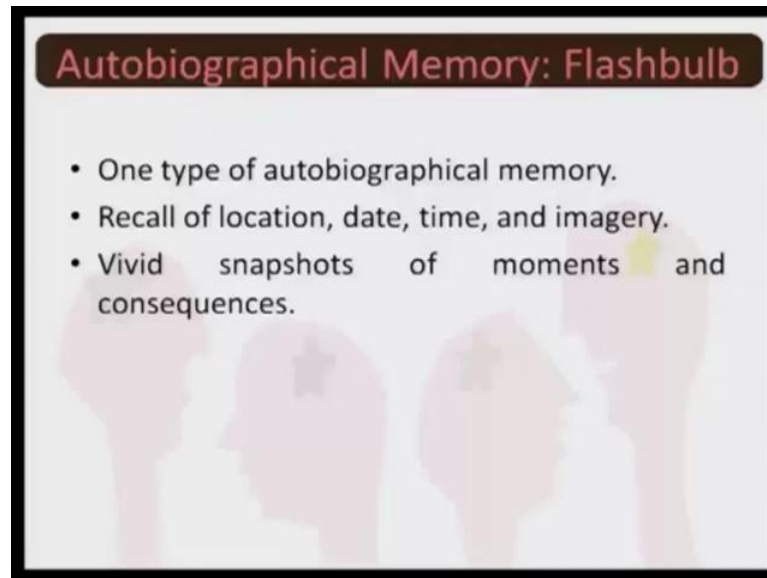 Autobiographical Memory: Flashbulb
• One type of autobiographical memory.
• Recall of location, date, time, and imagery.
• Vivid snapshots of moments and
consequences.